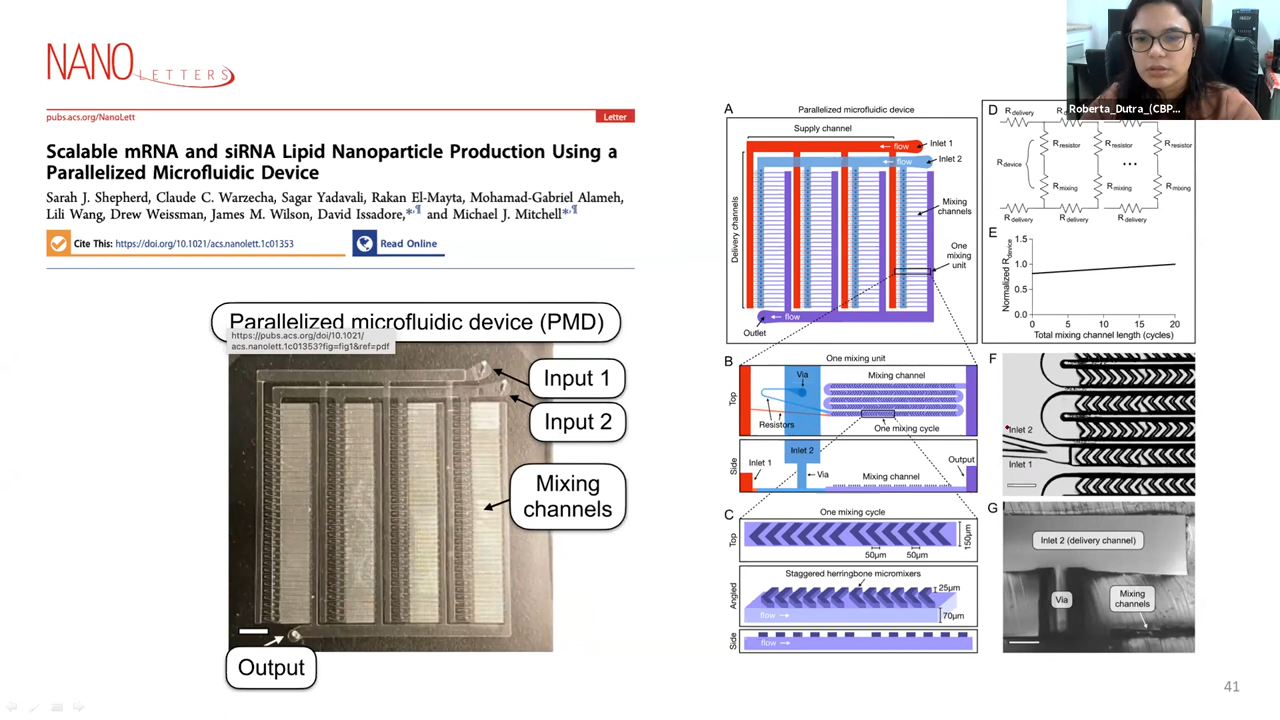 NANO LETTERS
pubs.acs.org/NanoLett
Letter
Scalable mRNA and siRNA Lipid Nanoparticle Production Using a
Parallelized Microfluidic Device
Sarah J. Shepherd, Claude C. Warzecha, Sagar Yadavali, Rakan El-Mayta, Mohamad-Gabriel Alameh,
Lili Wang, Drew Weissman, James M. Wilson, David Issadore,*,¶ and Michael J. Mitchell*,¶
Cite This: https://doi.org/10.1021/acs.nanolett.1c01353
Read Online
Parallelized microfluidic device (PMD)
https://pubs.acs.org/doi/10.1021/
acs.nanolett.1c01353?fig=fig1&ref=pdf
Input 1
Input 2
Mixing
channels
Output
Roberta_Dutra_(CBP...
A
Parallelized microfluidic device
Supply channel
flow
Inlet 1
flow
Inlet 2
Delivery channels
Mixing
channels
One
mixing
unit
flow
Outlet
B
One mixing unit
Top
Via
Mixing channel
Resistors
One mixing cycle
Side
Inlet 2
Inlet 1
Via
Mixing channel
Output
C
One mixing cycle
Top
50µm
50µm
150µm
Angled
Staggered herringbone micromixers
25µm
flow
70µm
Side
flow
D
Rdelivery
Rdevice
Rresistor
Rresistor
Rresistor
...
Rmixing
Rmixing
Rmixing
Rdelivery
Rdelivery
Rdelivery
E
Normalized Rdevice
1.5
1.0
0.5
0.0
0
5
10
15
20
Total mixing channel length (cycles)
F
Inlet 2
Inlet 1
G
Inlet 2 (delivery channel)
Via
Mixing
channels
41